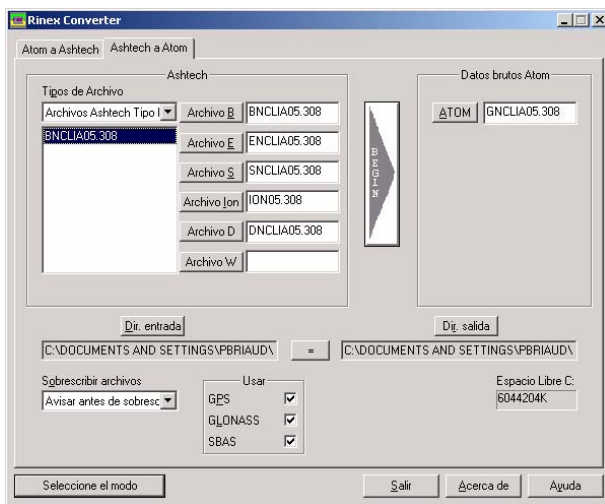 Rinex Converter
Atom a Ashtech
Ashtech a Atom
Ashtech
Tipos de Archivo
Archivos Ashtech Tipo
BNCLIA05.308
Archivo B BNCLIA05.308
Archivo E ENCLIA05.308
Archivo S SNCLIA05.308
Archivo Ion ION05.308
Archivo D DNCLIA05.308
Archivo W
BEGIN
Datos brutos Atom
ATOM GNCLIA05.308
Dir. entrada
C:\DOCUMENTS AND SETTINGS\PBRIAUD\
=
Dir. salida
C:\DOCUMENTS AND SETTINGS\PBRIAUD\
Sobrescribir archivos
Avisar antes de sobresc
Usar
GPS
GLONASS
SBAS
Espacio Libre C:
6044204K
Seleccione el modo
Salir
Acerca de
Ayuda